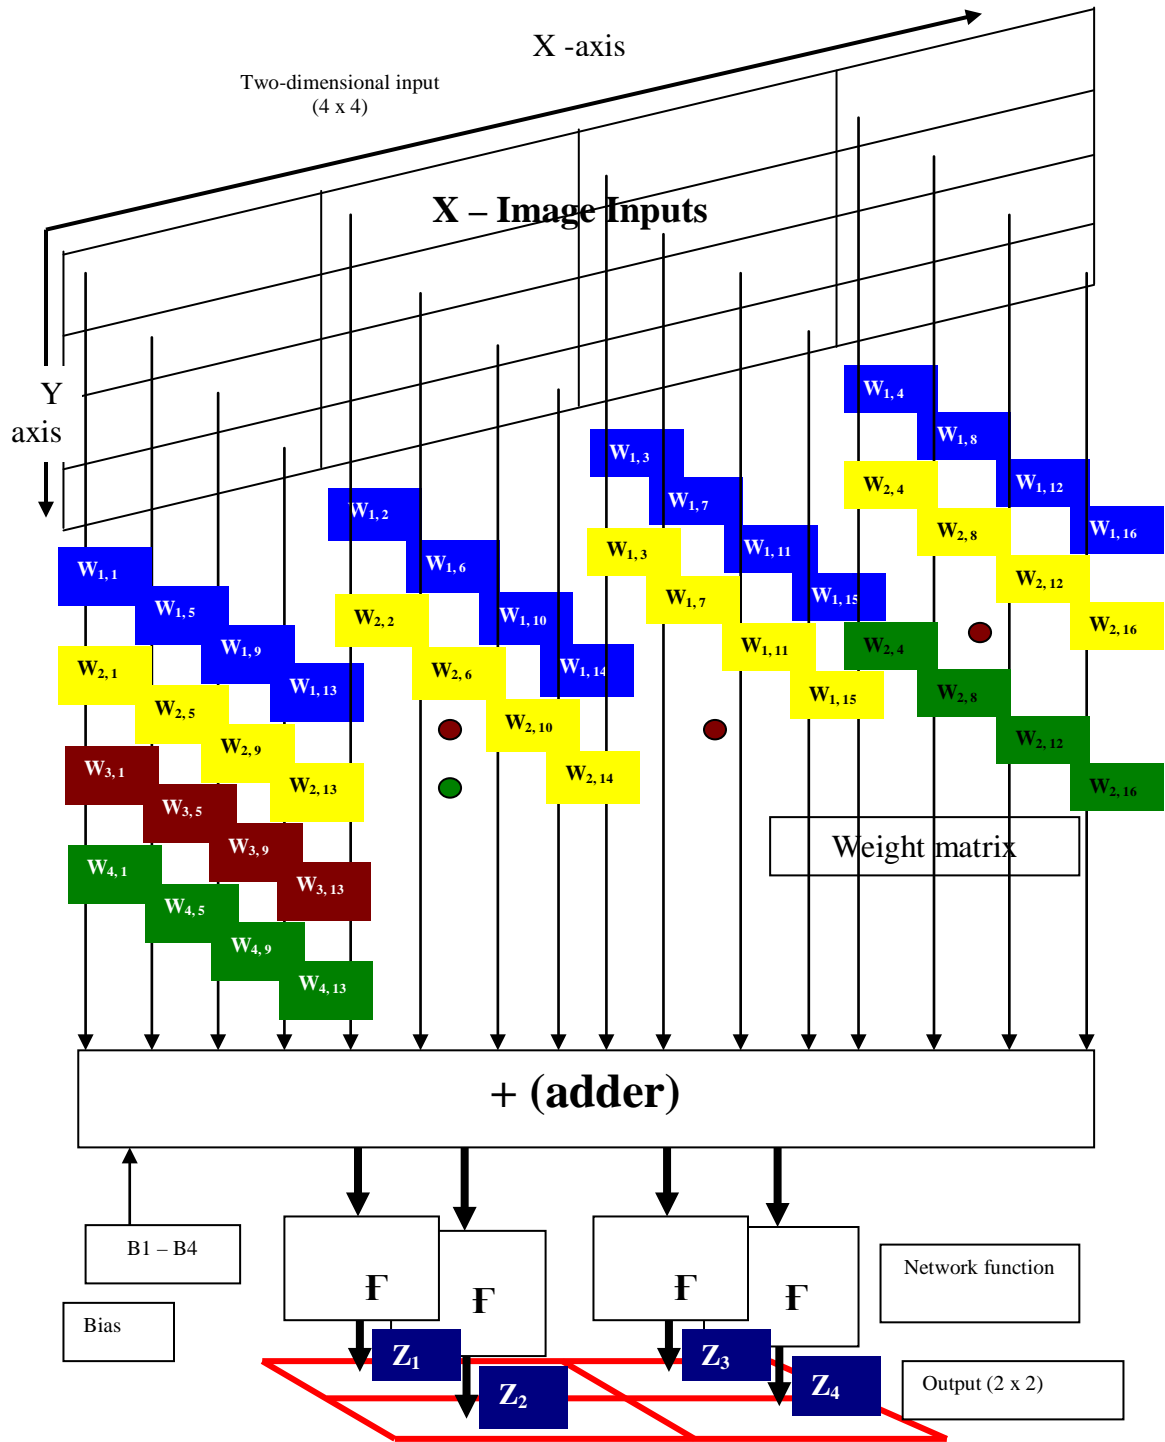 X -axis
Two-dimensional input
(4 x 4)
X – Image Inputs
Y
axis
W1, 4
W1, 8
W1, 12
W1, 16
W1, 3
W1, 7
W1, 11
W1, 15
W1, 2
W1, 6
W1, 10
W1, 14
W1, 1
W1, 5
W1, 9
W1, 13
W2, 4
W2, 8
W2, 12
W2, 16
W1, 3
W1, 7
W1, 11
W1, 15
W2, 2
W2, 6
W2, 10
W2, 14
W2, 1
W2, 5
W2, 9
W2, 13
W2, 4
W2, 8
W2, 12
W2, 16
W3, 1
W3, 5
W3, 9
W3, 13
W4, 1
W4, 5
W4, 9
W4, 13
Weight matrix
+ (adder)
B1 – B4
Bias
F
F
F
F
Network function
Z1
Z2
Z3
Z4
Output (2 x 2)